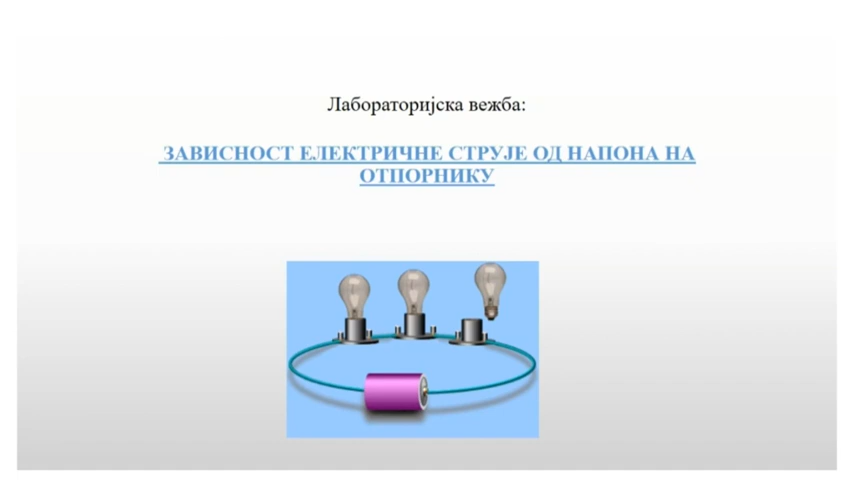 Лабораторијска вежба:
ЗАВИСНОСТ ЕЛЕКТРИЧНЕ СТРУЈЕ ОД НАПОНА НА
ОТПОРНИКУ